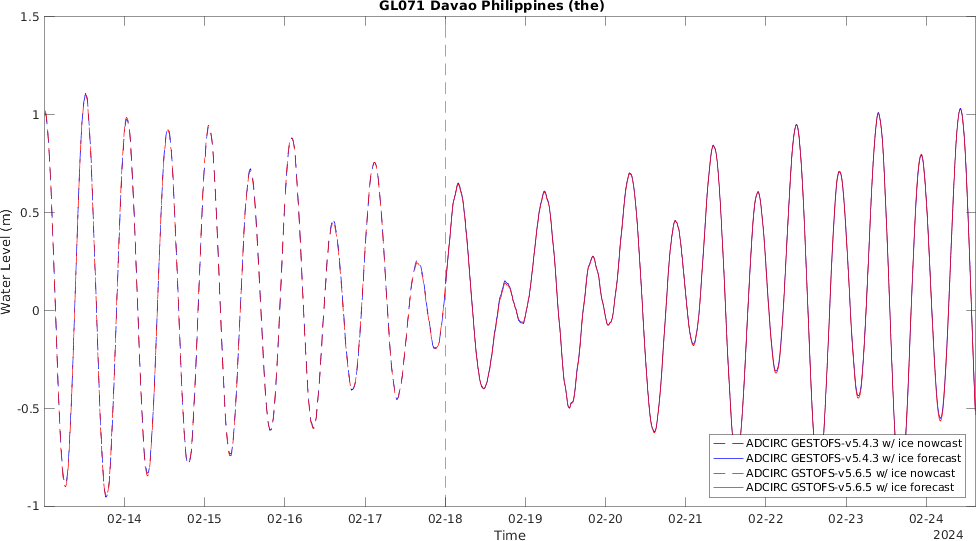 GL071 Davao Philippines (the)
1.5
1
0.5
0
-0.5
-1
Water Level (m)
ADCIRC GESTOFS-v5.4.3 w/ ice nowcast
ADCIRC GESTOFS-v5.4.3 w/ ice forecast
ADCIRC GSTOFS-v5.6.5 w/ ice nowcast
ADCIRC GSTOFS-v5.6.5 w/ ice forecast
02-14 02-15 02-16 02-17 02-18 02-19 02-20 02-21 02-22 02-23 02-24
Time
2024